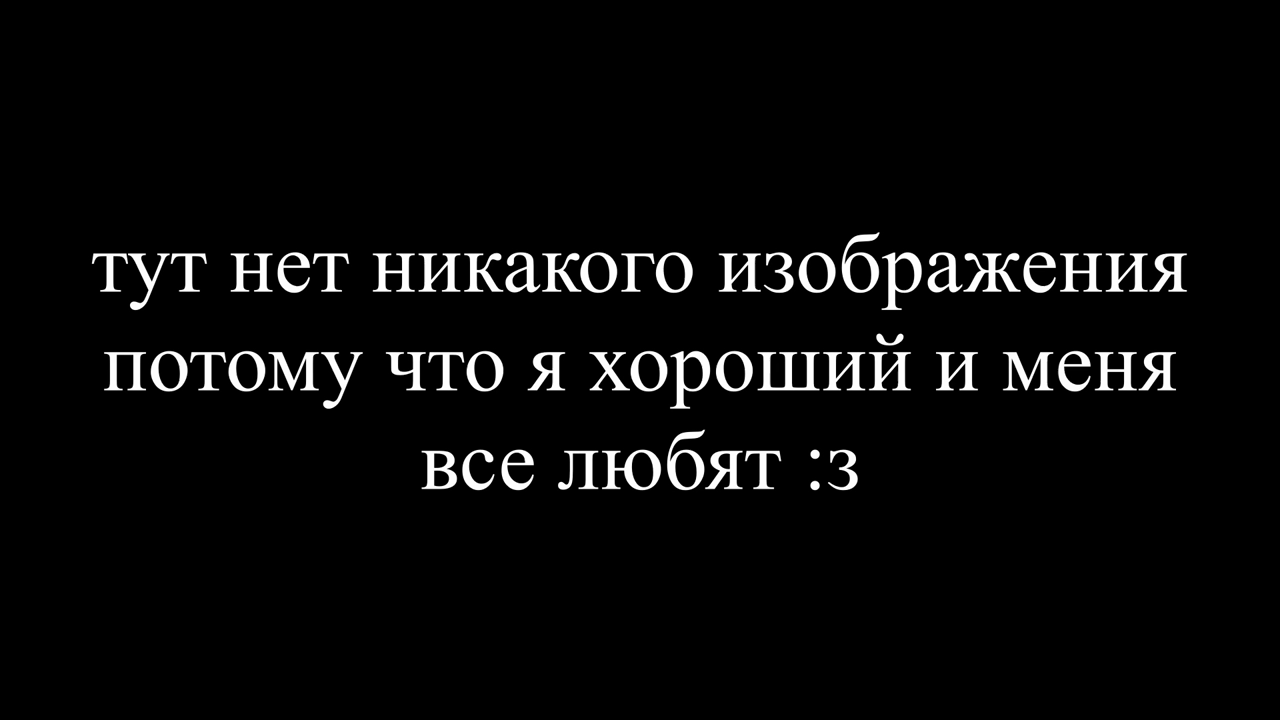 тут нет никакого изображения
потому что я хороший и меня
все любят :з